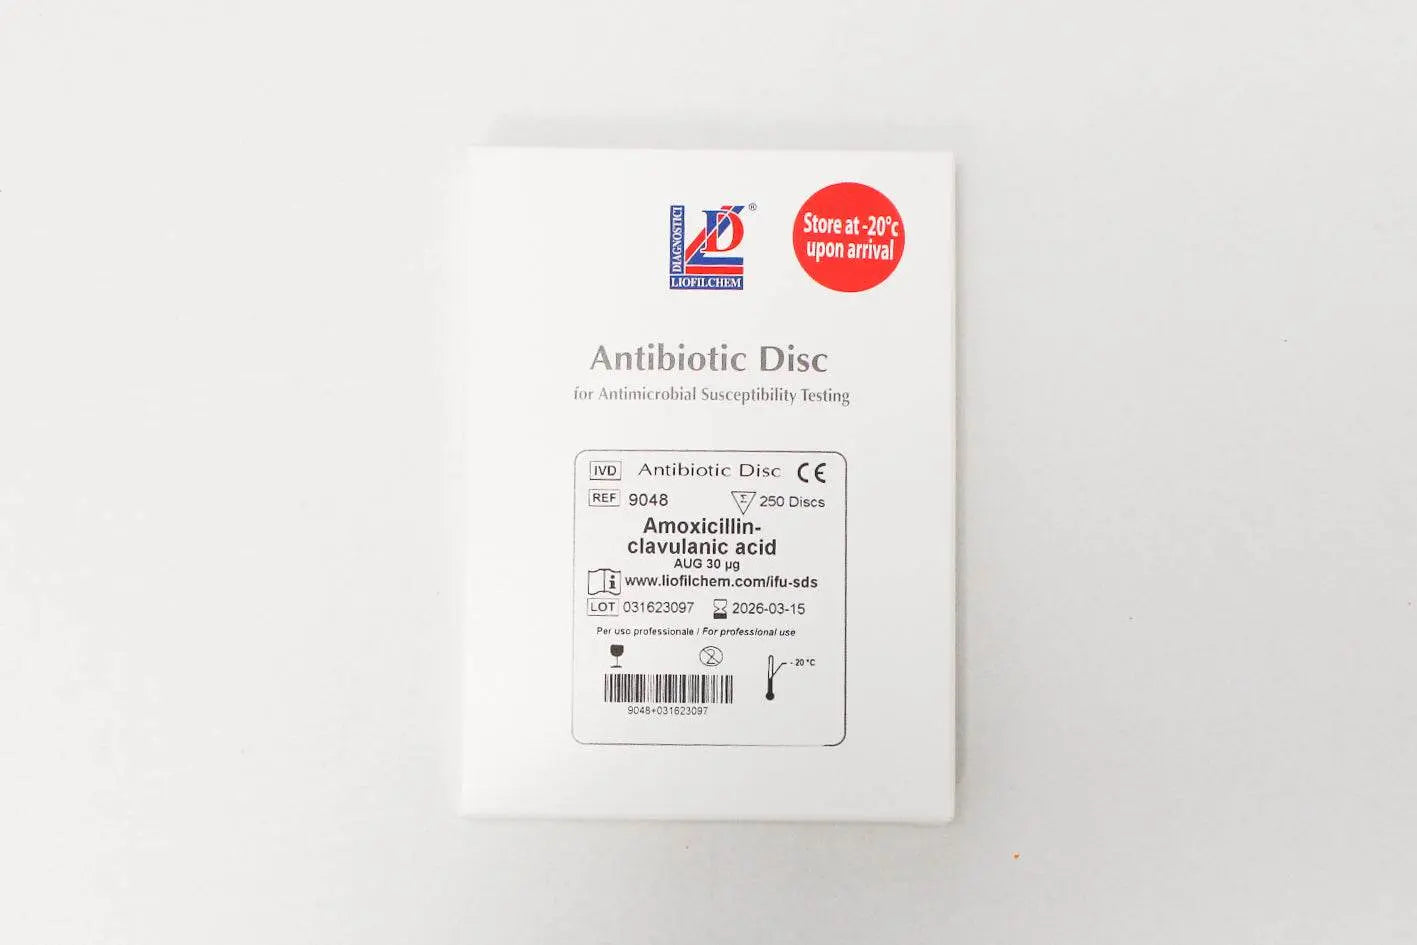 DIAGNOSTICI
LD
®
LIOFILCHEM
Store at -20°c
upon arrival
Antibiotic Disc
for Antimicrobial Susceptibility Testing
IVD Antibiotic Disc CE
REF 9048 Σ 250 Discs
Amoxicillin-
clavulanic acid
AUG 30 µg
i www.liofilchem.com/ifu-sds
LOT 031623097 2026-03-15
Per uso professionale / For professional use
2 - 20 °C
9048+031623097